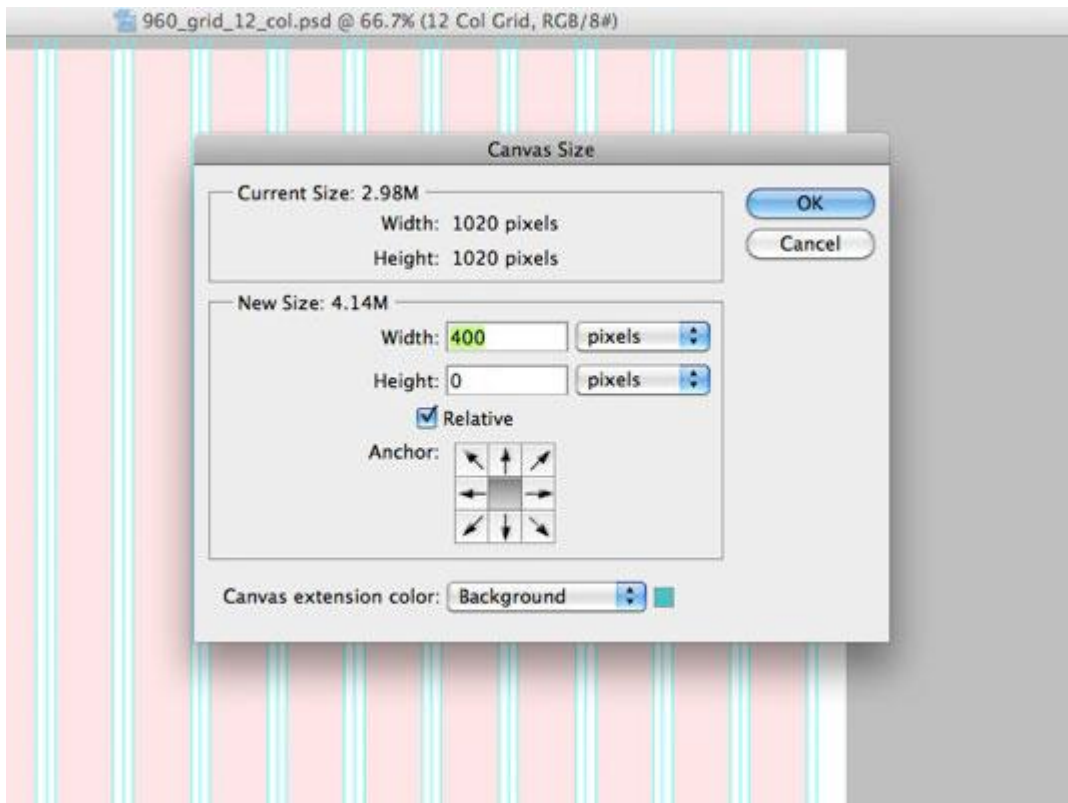 960_grid_12_col.psd @ 66.7% (12 Col Grid, RGB/8#)
Canvas Size
Current Size: 2.98M
Width: 1020 pixels
Height: 1020 pixels
OK
Cancel
New Size: 4.14M
Width: 400 pixels
Height: 0 pixels
Relative
Anchor:
Canvas extension color: Background